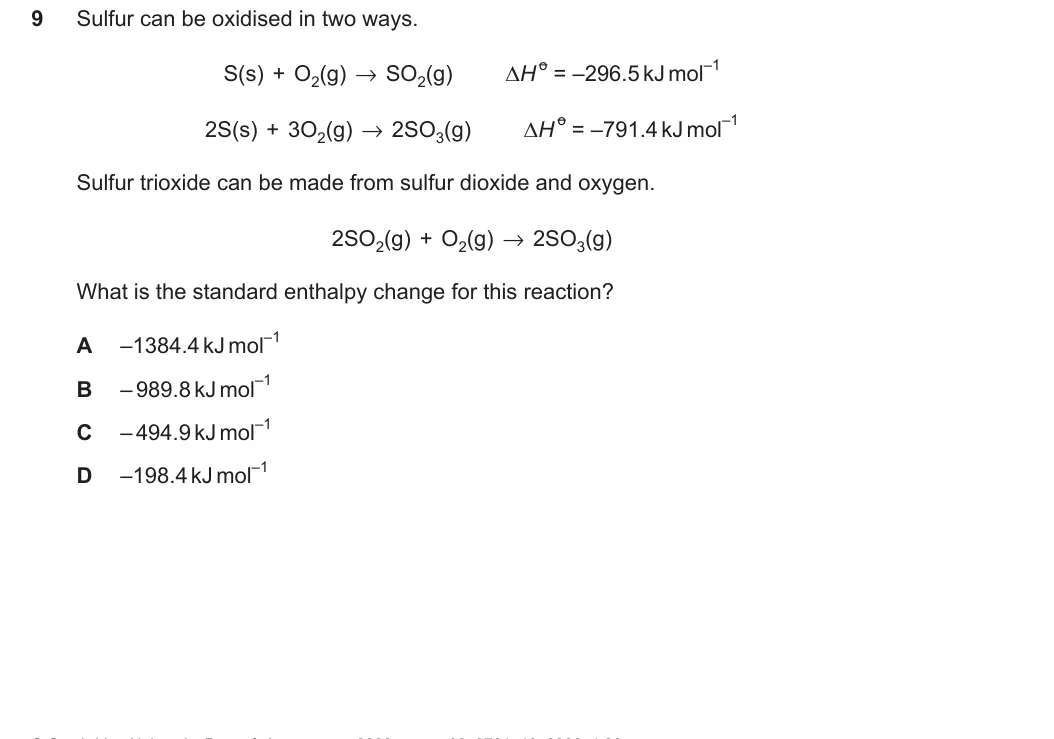 9 Sulfur can be oxidised in two ways.
S(s) + O₂(g) → SO₂(g) ΔH⦵ = –296.5 kJ mol⁻¹
2S(s) + 3O₂(g) → 2SO₃(g) ΔH⦵ = –791.4 kJ mol⁻¹
Sulfur trioxide can be made from sulfur dioxide and oxygen.
2SO₂(g) + O₂(g) → 2SO₃(g)
What is the standard enthalpy change for this reaction?
A –1384.4 kJ mol⁻¹
B –989.8 kJ mol⁻¹
C –494.9 kJ mol⁻¹
D –198.4 kJ mol⁻¹